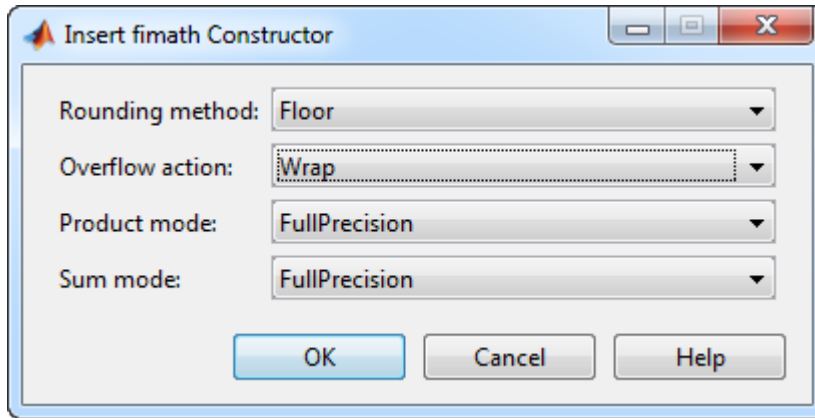 Insert fimath Constructor
Rounding method: Floor
Overflow action: Wrap
Product mode: FullPrecision
Sum mode: FullPrecision
OK Cancel Help